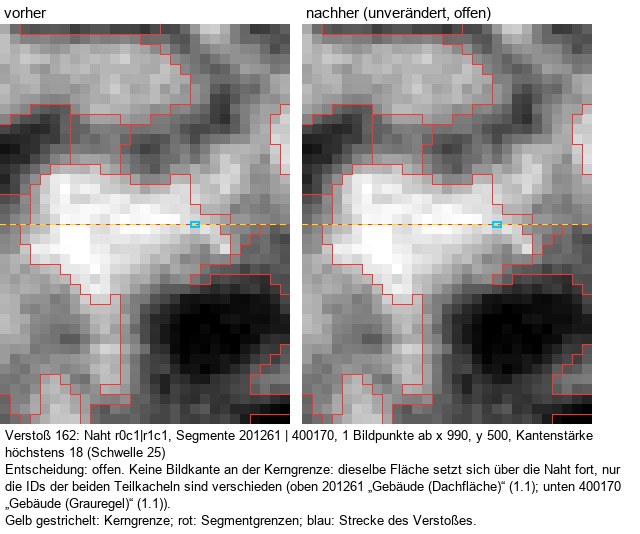 vorher
nachher (unverändert, offen)
Verstoß 162: Naht r0c1|r1c1, Segmente 201261 | 400170, 1 Bildpunkte ab x 990, y 500, Kantenstärke
höchstens 18 (Schwelle 25)
Entscheidung: offen. Keine Bildkante an der Kerngrenze: dieselbe Fläche setzt sich über die Naht fort, nur
die IDs der beiden Teilkacheln sind verschieden (oben 201261 „Gebäude (Dachfläche)“ (1.1); unten 400170
„Gebäude (Grauregel)“ (1.1)).
Gelb gestrichelt: Kerngrenze; rot: Segmentgrenzen; blau: Strecke des Verstoßes.